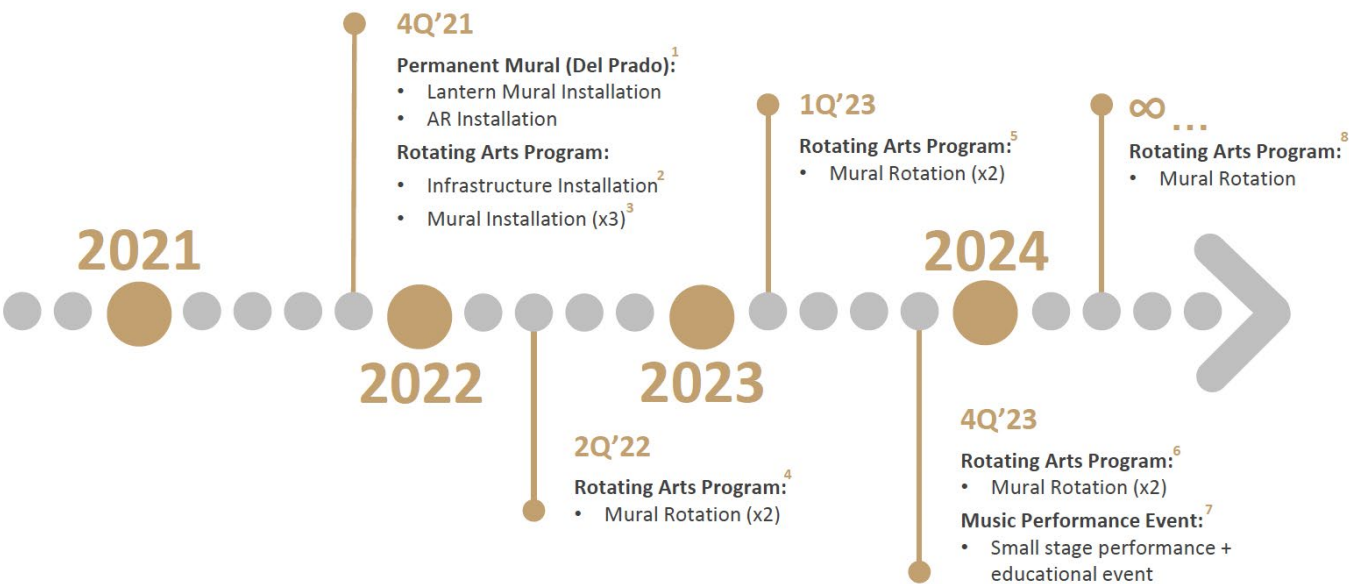 4Q’21
Permanent Mural (Del Prado):1
• Lantern Mural Installation
• AR Installation
Rotating Arts Program:
• Infrastructure Installation2
• Mural Installation (x3)3
1Q’23
Rotating Arts Program:5
• Mural Rotation (x2)
∞...
Rotating Arts Program:8
• Mural Rotation
2021
2022
2023
2024
2Q’22
Rotating Arts Program:4
• Mural Rotation (x2)
4Q’23
Rotating Arts Program:6
• Mural Rotation (x2)
Music Performance Event:7
• Small stage performance +
educational event